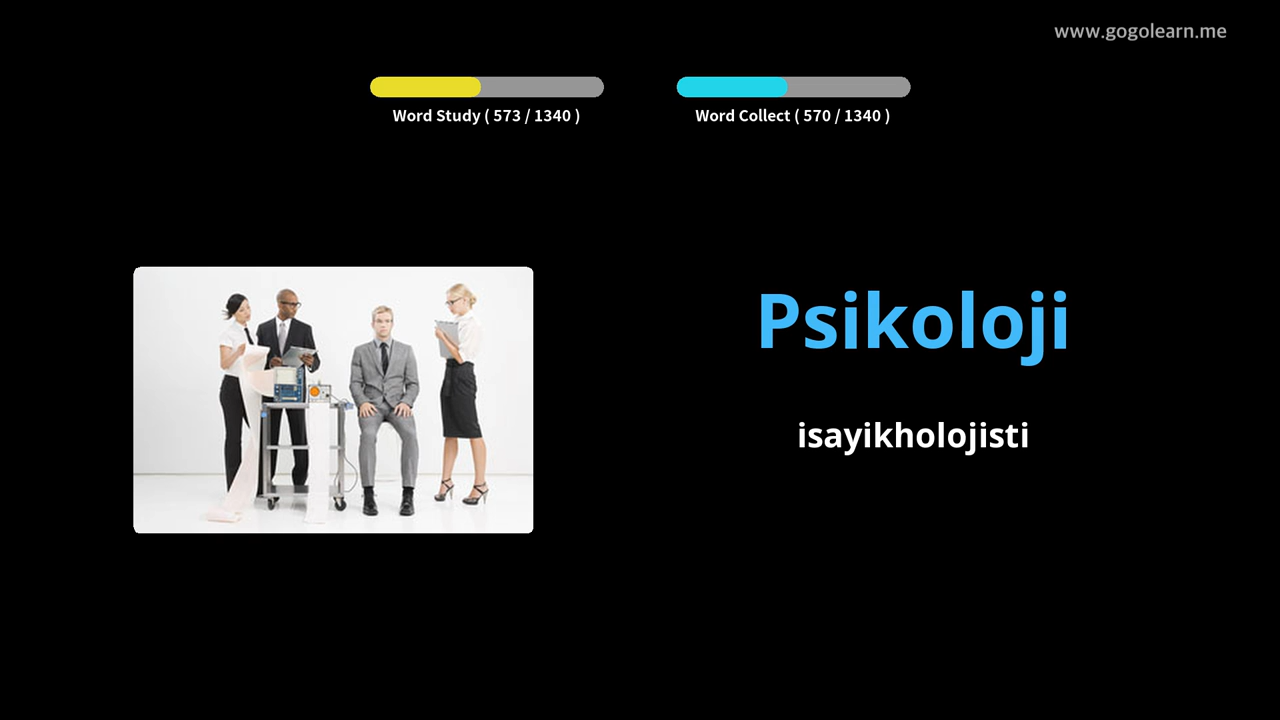 www.gogolearn.me
Word Study ( 573 / 1340 )
Word Collect ( 570 / 1340 )
Psikoloji
isayikholojisti